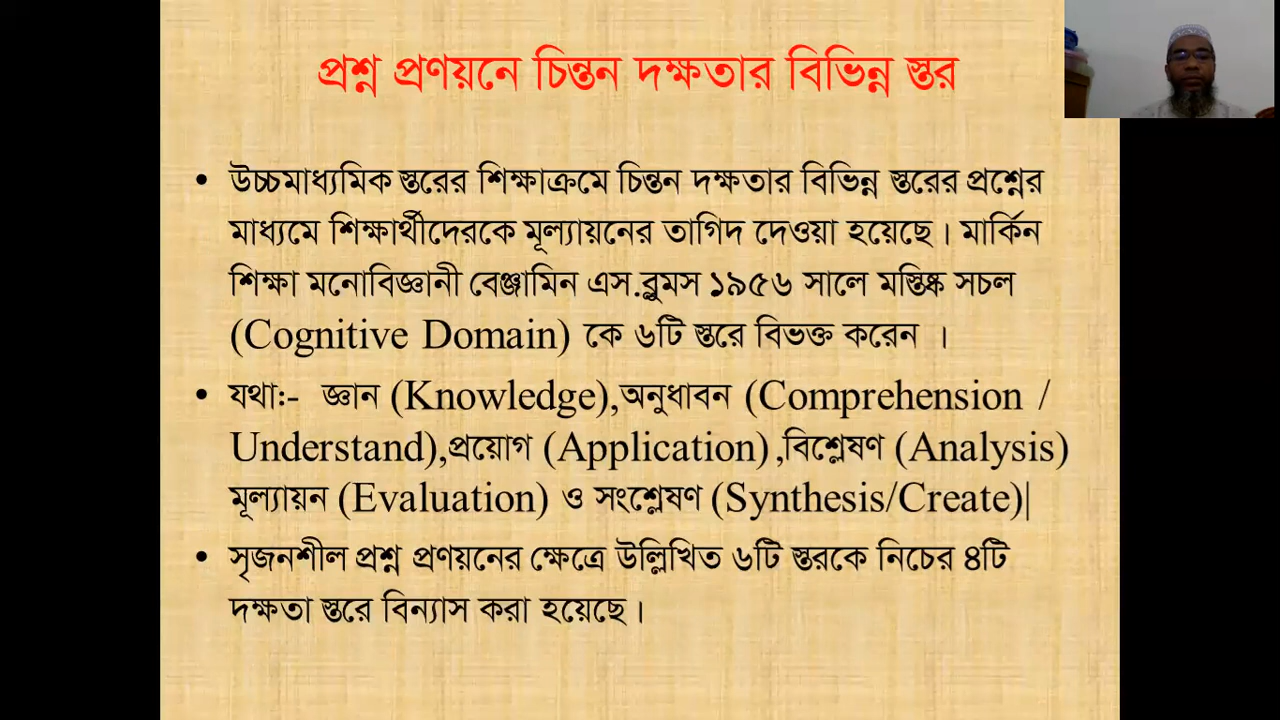 প্রশ্ন প্রণয়নে চিন্তন দক্ষতার বিভিন্ন স্তর
• উচ্চমাধ্যমিক স্তরের শিক্ষাক্রমে চিন্তন দক্ষতার বিভিন্ন স্তরের প্রশ্নের
মাধ্যমে শিক্ষার্থীদেরকে মূল্যায়নের তাগিদ দেওয়া হয়েছে। মার্কিন
শিক্ষা মনোবিজ্ঞানী বেঞ্জামিন এস.ব্লুমস ১৯৫৬ সালে মস্তিষ্ক সচল
(Cognitive Domain) কে ৬টি স্তরে বিভক্ত করেন ।
• যথা:- জ্ঞান (Knowledge),অনুধাবন (Comprehension /
Understand),প্রয়োগ (Application) ,বিশ্লেষণ (Analysis)
মূল্যায়ন (Evaluation) ও সংশ্লেষণ (Synthesis/Create)|
• সৃজনশীল প্রশ্ন প্রণয়নের ক্ষেত্রে উল্লিখিত ৬টি স্তরকে নিচের ৪টি
দক্ষতা স্তরে বিন্যাস করা হয়েছে।